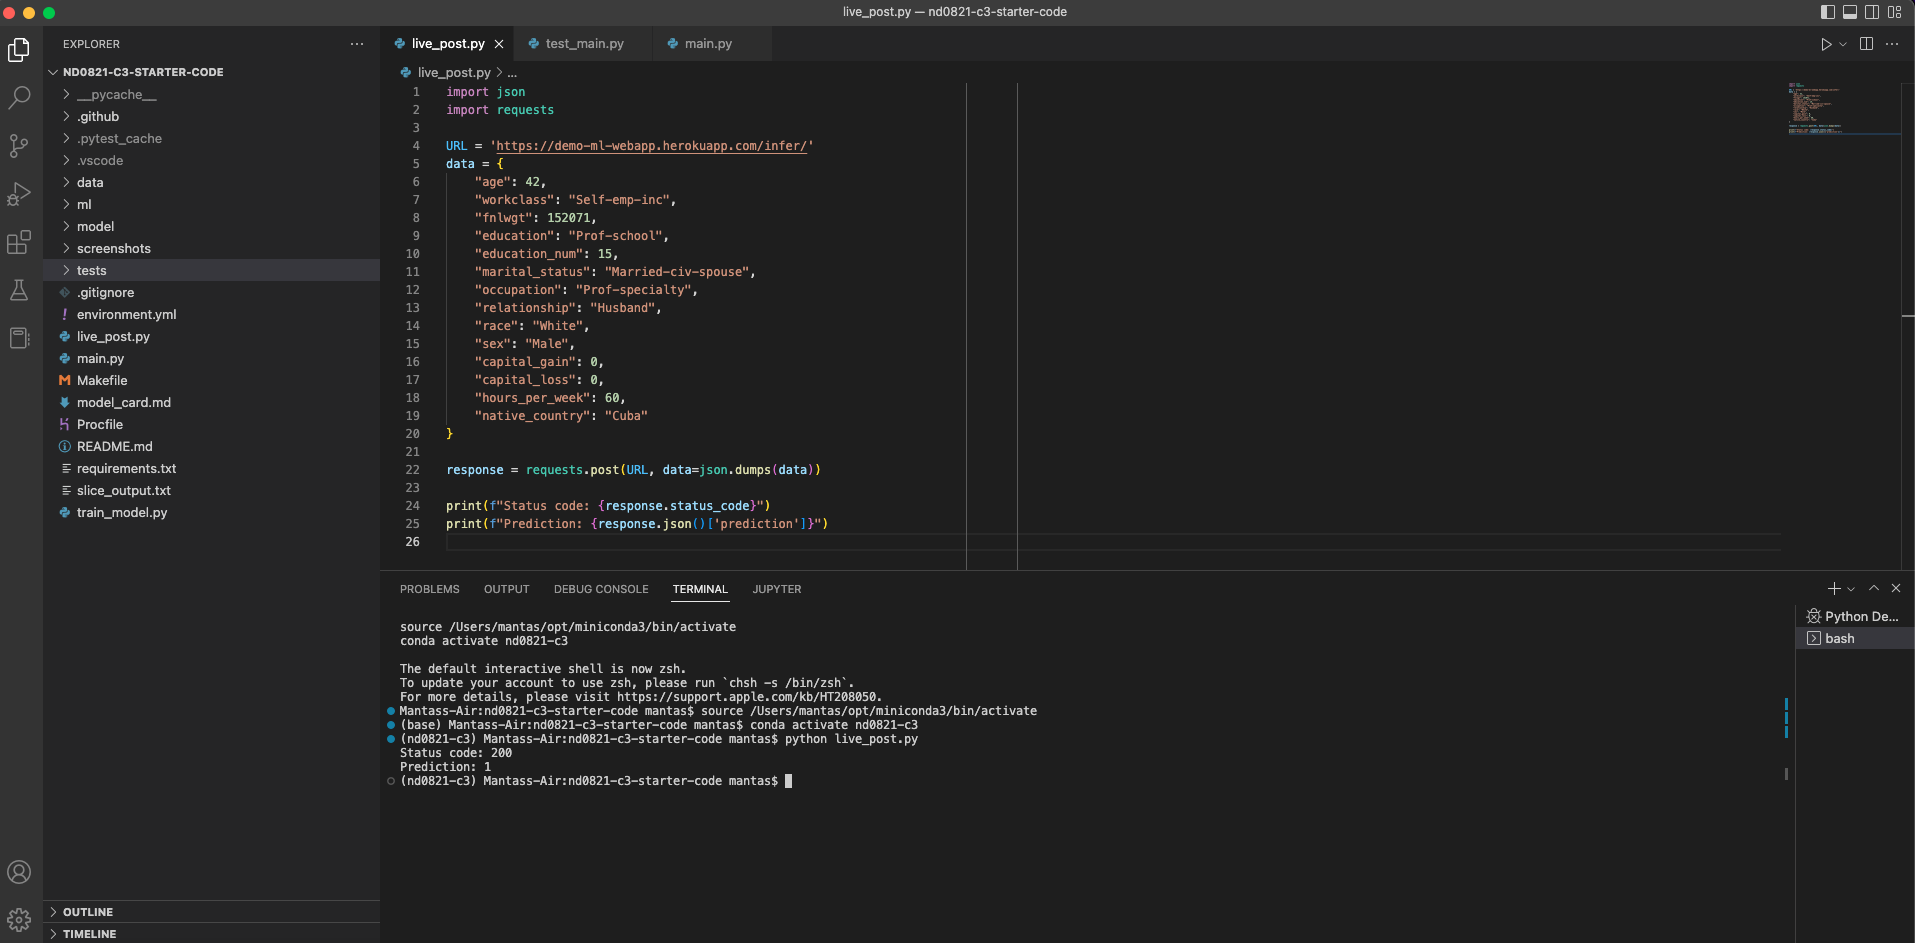 live_post.py — nd0821-c3-starter-code
EXPLORER
ND0821-C3-STARTER-CODE
__pycache__
.github
.pytest_cache
.vscode
data
ml
model
screenshots
tests
.gitignore
environment.yml
live_post.py
main.py
Makefile
model_card.md
Procfile
README.md
requirements.txt
slice_output.txt
train_model.py
OUTLINE
TIMELINE
live_post.py
test_main.py
main.py
live_post.py > ...
1 import json
2 import requests
3
4 URL = 'https://demo-ml-webapp.herokuapp.com/infer/'
5 data = {
6 "age": 42,
7 "workclass": "Self-emp-inc",
8 "fnlwgt": 152071,
9 "education": "Prof-school",
10 "education_num": 15,
11 "marital_status": "Married-civ-spouse",
12 "occupation": "Prof-specialty",
13 "relationship": "Husband",
14 "race": "White",
15 "sex": "Male",
16 "capital_gain": 0,
17 "capital_loss": 0,
18 "hours_per_week": 60,
19 "native_country": "Cuba"
20 }
21
22 response = requests.post(URL, data=json.dumps(data))
23
24 print(f"Status code: {response.status_code}")
25 print(f"Prediction: {response.json()['prediction']}")
26
PROBLEMS OUTPUT DEBUG CONSOLE TERMINAL JUPYTER
source /Users/mantas/opt/miniconda3/bin/activate
conda activate nd0821-c3
The default interactive shell is now zsh.
To update your account to use zsh, please run `chsh -s /bin/zsh`.
For more details, please visit https://support.apple.com/kb/HT208050.
Mantass-Air:nd0821-c3-starter-code mantas$ source /Users/mantas/opt/miniconda3/bin/activate
(base) Mantass-Air:nd0821-c3-starter-code mantas$ conda activate nd0821-c3
(nd0821-c3) Mantass-Air:nd0821-c3-starter-code mantas$ python live_post.py
Status code: 200
Prediction: 1
(nd0821-c3) Mantass-Air:nd0821-c3-starter-code mantas$
Python De...
bash